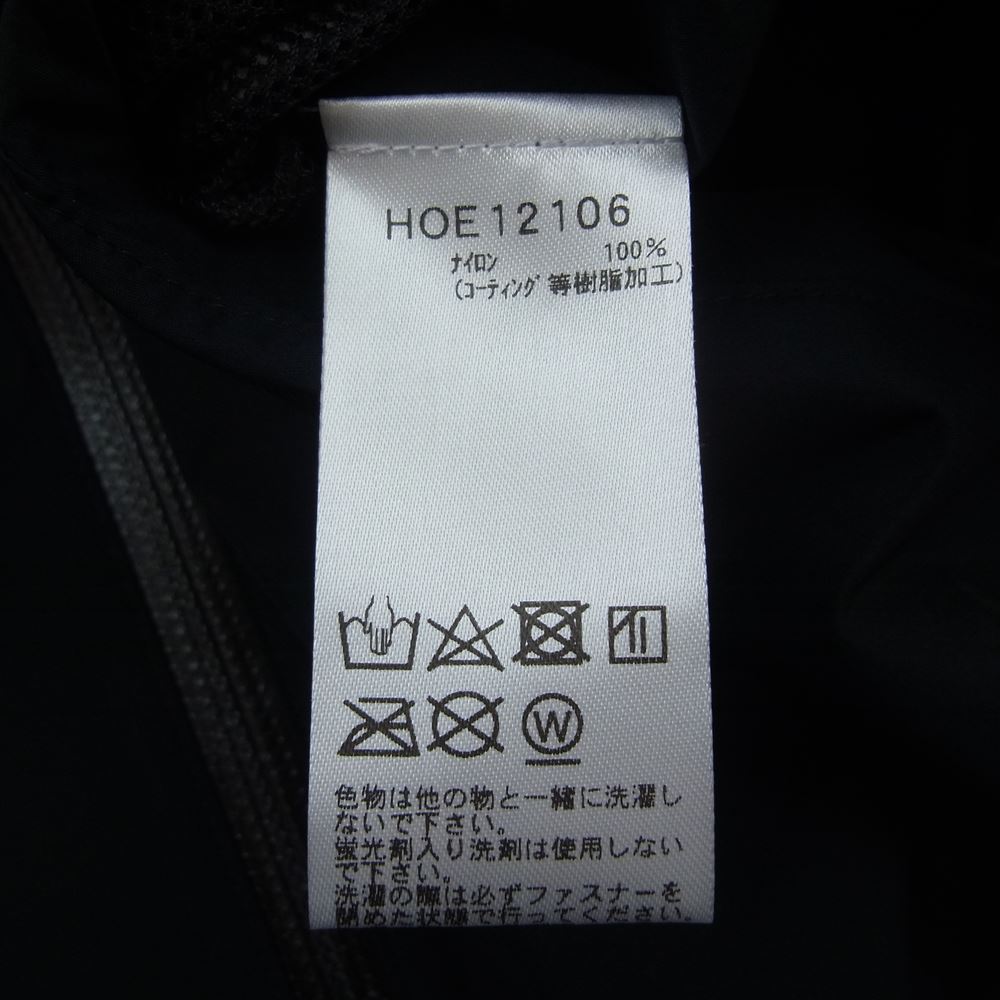 HOE12106
ナイロン 100%
(コーティング 等樹脂加工)
W
色物は他の物と一緒に洗濯し
ないで下さい。
蛍光剤入り洗剤は使用しない
で下さい。
洗濯の際は必ずファスナーを
閉めた状態で行ってください。